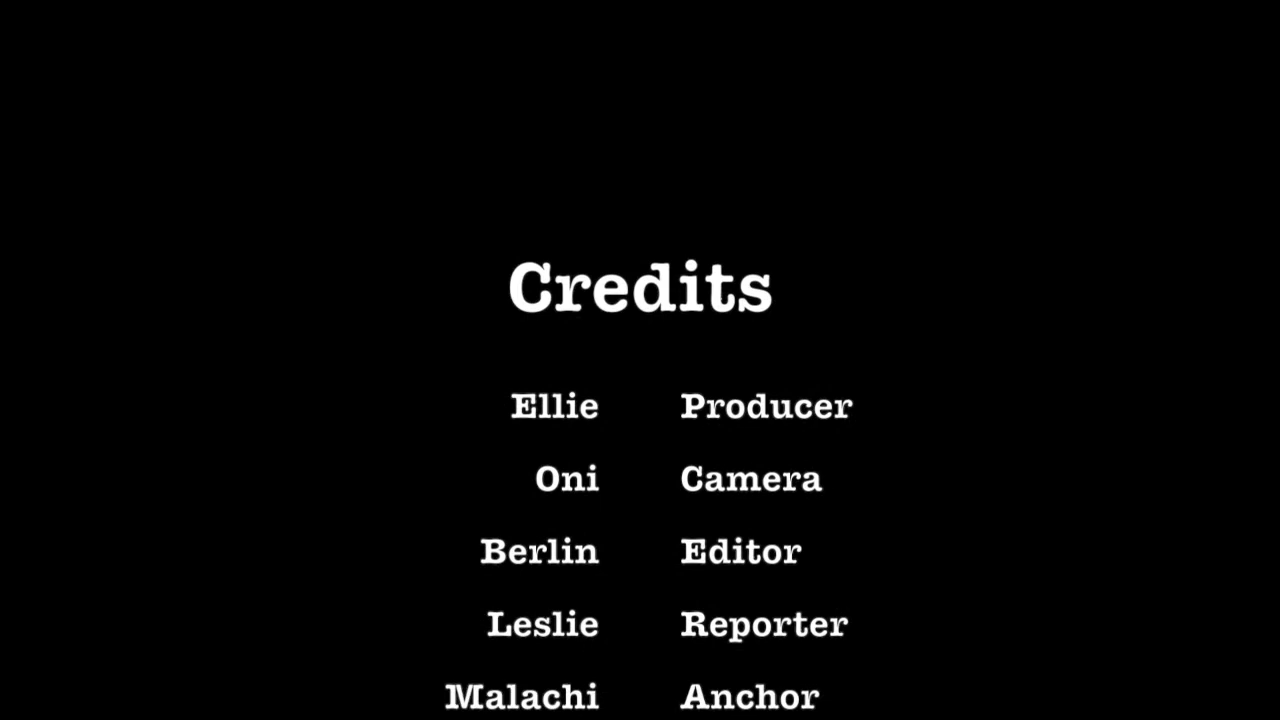 Credits
Ellie Producer
Oni Camera
Berlin Editor
Leslie Reporter
Malachi Anchor